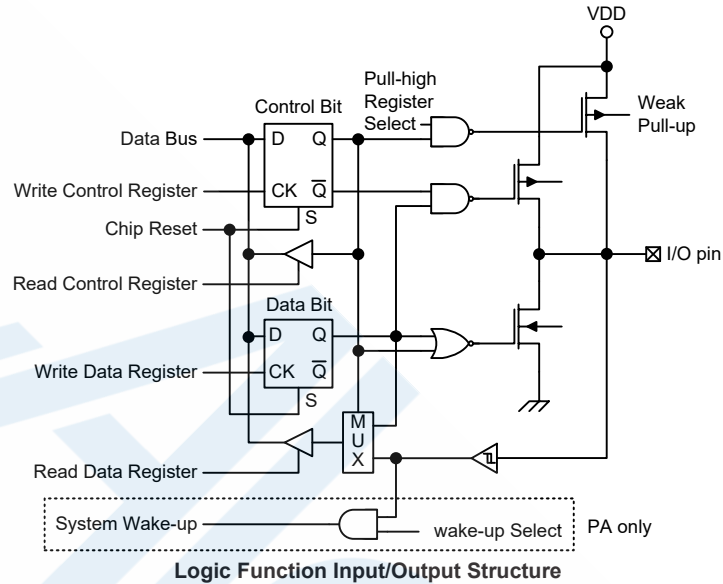 VDD
Pull-high
Register
Select
Control Bit
Weak
Pull-up
Data Bus
D
Q
Write Control Register
CK
Q̅
Chip Reset
S
I/O pin
Read Control Register
Data Bit
D
Q
Write Data Register
CK
Q̅
S
M
U
X
Read Data Register
System Wake-up
wake-up Select
PA only
Logic Function Input/Output Structure